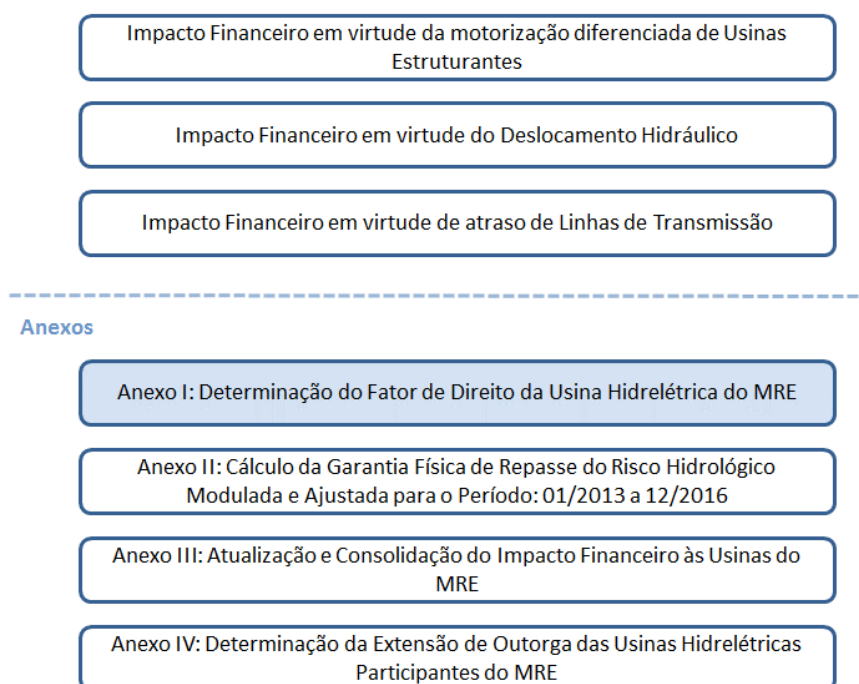 Impacto Financeiro em virtude da motorização diferenciada de Usinas
Estruturantes
Impacto Financeiro em virtude do Deslocamento Hidráulico
Impacto Financeiro em virtude de atraso de Linhas de Transmissão
Anexos
Anexo I: Determinação do Fator de Direito da Usina Hidrelétrica do MRE
Anexo II: Cálculo da Garantia Física de Repasse do Risco Hidrológico
Modulada e Ajustada para o Período: 01/2013 a 12/2016
Anexo III: Atualização e Consolidação do Impacto Financeiro às Usinas do
MRE
Anexo IV: Determinação da Extensão de Outorga das Usinas Hidrelétricas
Participantes do MRE